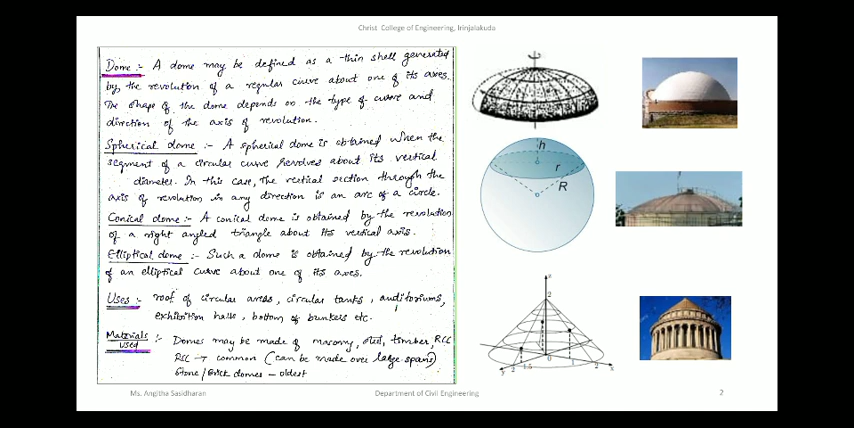 Christ College of Engineering, Irinjalakuda
Dome :- A dome may be defined as a thin shell generated
by the revolution of a regular curve about one of its axes.
The shape of the dome depends on the type of curve and
direction of the axis of revolution.
Spherical dome :- A spherical dome is obtained when the
segment of a circular curve revolves about its vertical
diameter. In this case, the vertical section through the
axis of revolution in any direction is an arc of a circle.
Conical dome :- A conical dome is obtained by the revolution
of a right angled triangle about its vertical axis.
Elliptical dome :- Such a dome is obtained by the revolution
of an elliptical curve about one of its axes.
Uses :- roof of circular areas, circular tanks, auditoriums,
exhibition halls, bottom of bunkers etc.
Materials used :- Domes may be made of masonry, steel, timber, RCC
RCC → common (can be made over large spans)
Stone/Brick domes - oldest
h
r
R
z
2
0
y 2 1.5 2 x
Ms. Angitha Sasidharan
Department of Civil Engineering
2